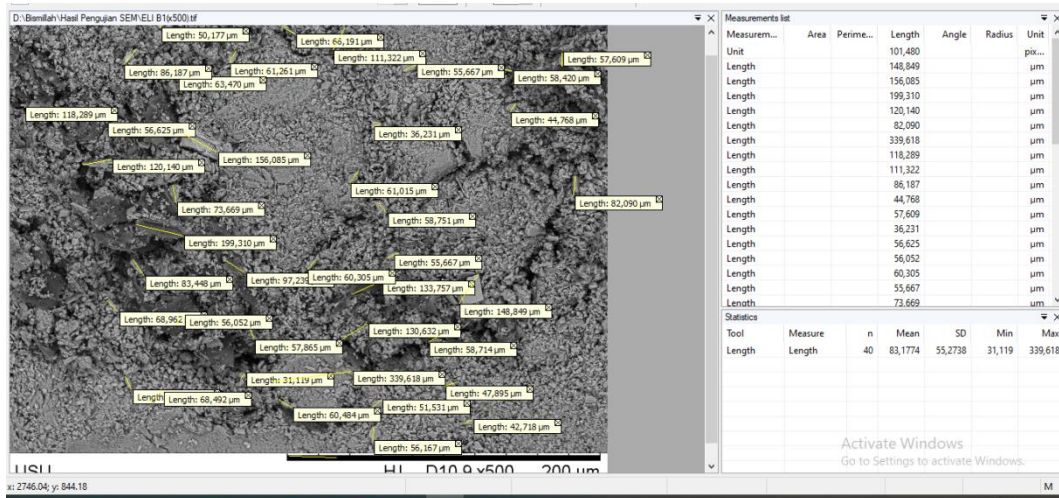 D:\Bismillah\Hasil Pengujian SEM\ELI B1(x500).tif
Length: 50,177 µm
Length: 66,191 µm
Length: 111,322 µm
Length: 57,609 µm
Length: 86,187 µm
Length: 61,261 µm
Length: 63,470 µm
Length: 55,667 µm
Length: 58,420 µm
Length: 118,289 µm
Length: 44,768 µm
Length: 56,625 µm
Length: 36,231 µm
Length: 120,140 µm
Length: 156,085 µm
Length: 61,015 µm
Length: 73,669 µm
Length: 82,090 µm
Length: 58,751 µm
Length: 199,310 µm
Length: 55,667 µm
Length: 83,448 µm
Length: 97,239
Length: 60,305 µm
Length: 133,757 µm
Length: 68,962
Length: 56,052 µm
Length: 148,849 µm
Length: 130,632 µm
Length: 57,865 µm
Length: 58,714 µm
Length: 31,119 µm
Length: 339,618 µm
Length
Length: 68,492 µm
Length: 47,895 µm
Length: 60,484 µm
Length: 51,531 µm
Length: 42,718 µm
Length: 56,167 µm
USU D10,9 x500 200 um
x: 2746.04; y: 844.18
Measurements list
Measurem... Area Perime... Length Angle Radius Unit
Unit 101,480 pix...
Length 148,849 µm
Length 156,085 µm
Length 199,310 µm
Length 120,140 µm
Length 82,090 µm
Length 339,618 µm
Length 118,289 µm
Length 111,322 µm
Length 86,187 µm
Length 44,768 µm
Length 57,609 µm
Length 36,231 µm
Length 56,625 µm
Length 56,052 µm
Length 60,305 µm
Length 55,667 µm
Length 73,669 µm
Statistics
Tool Measure n Mean SD Min Max
Length Length 40 83,1774 55,2738 31,119 339,618
Activate Windows
Go to Settings to activate Windows.
M